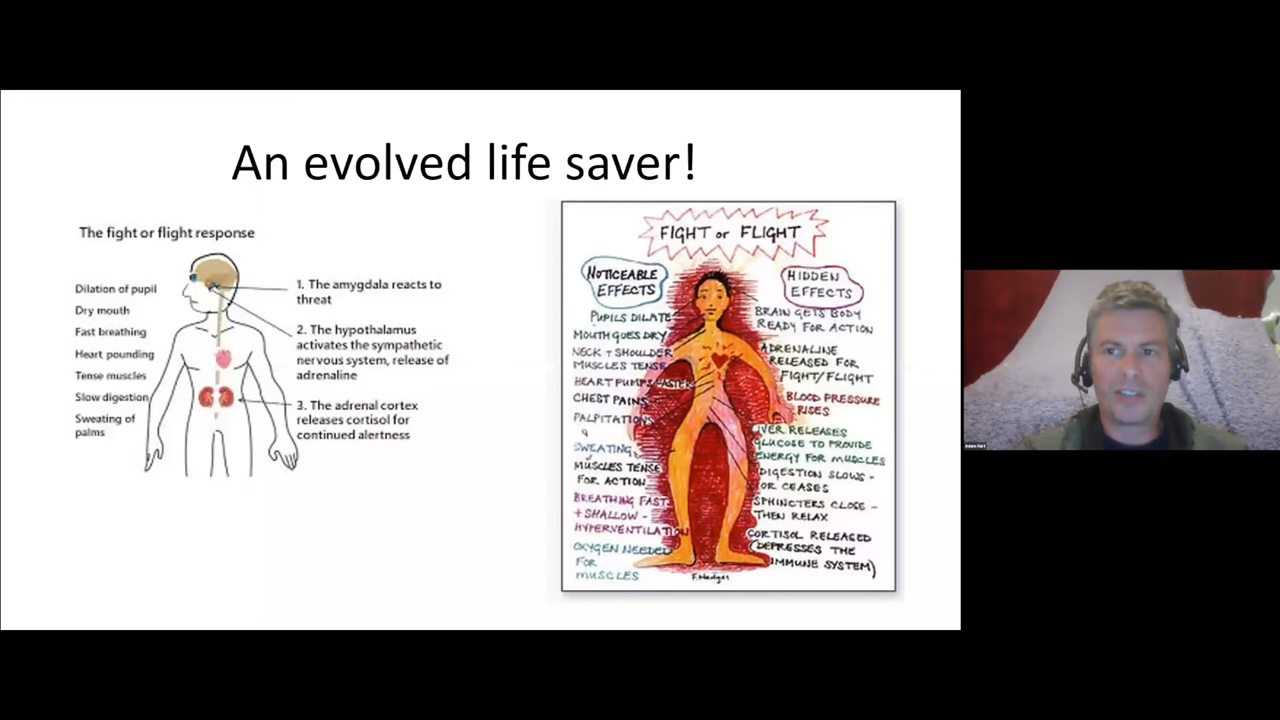 An evolved life saver!
The fight or flight response
Dilation of pupil
Dry mouth
Fast breathing
Heart pounding
Tense muscles
Slow digestion
Sweating of
palms
1. The amygdala reacts to
threat
2. The hypothalamus
activates the sympathetic
nervous system, release of
adrenaline
3. The adrenal cortex
releases cortisol for
continued alertness
FIGHT or FLIGHT
NOTICEABLE
EFFECTS
PUPILS DILATE
MOUTH GOES DRY
NECK + SHOULDER
MUSCLES TENSE
HEART PUMPS FASTER
CHEST PAINS
PALPITATIONS
&
SWEATING
MUSCLES TENSE
FOR ACTION
BREATHING FAST
+ SHALLOW -
HYPERVENTILATION
OXYGEN NEEDED
FOR
MUSCLES
HIDDEN
EFFECTS
BRAIN GETS BODY
READY FOR ACTION
ADRENALINE
RELEASED FOR
FIGHT/FLIGHT
BLOOD PRESSURE
RISES
LIVER RELEASES
GLUCOSE TO PROVIDE
ENERGY FOR MUSCLES
DIGESTION SLOWS -
OR CEASES
SPHINCTERS CLOSE -
THEN RELAX
CORTISOL RELEASED
(DEPRESSES THE
IMMUNE SYSTEM)
F.Hedges
Adam Hart